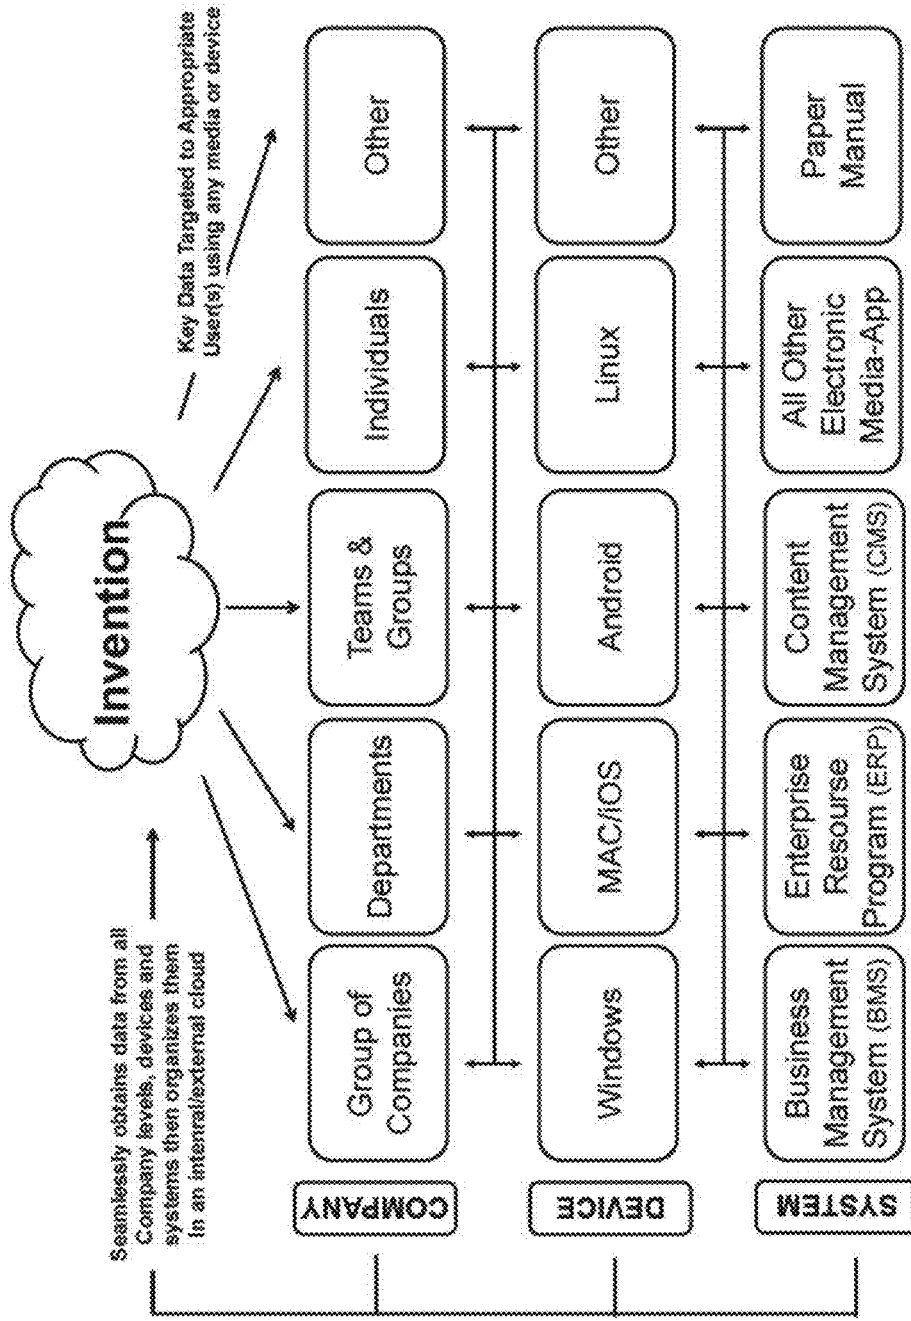 Invention
Seamlessly obtains data from all
Company levels, devices and
systems then organizes them
In an intenral/external cloud
Key Data Targeted to Appropriate
User(s) using any media or device
COMPANY
Group of
Companies
Departments
Teams &
Groups
Individuals
Other
DEVICE
Windows
MAC/iOS
Android
Linux
Other
SYSTEM
Business
Management
System (BMS)
Enterprise
Resourse
Program (ERP)
Content
Management
System (CMS)
All Other
Electronic
Media-App
Paper
Manual